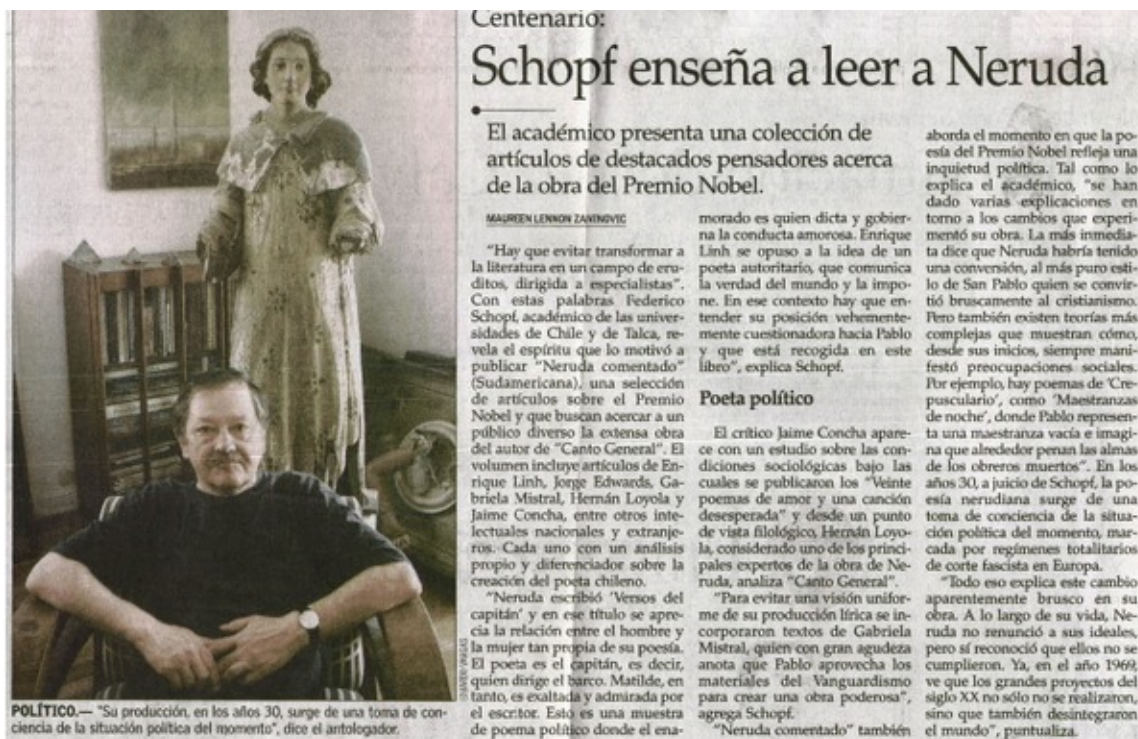 Centenario:
Schopf enseña a leer a Neruda
El académico presenta una colección de
artículos de destacados pensadores acerca
de la obra del Premio Nobel.
MAUREEN LENNON ZANINOVIC
"Hay que evitar transformar a
la literatura en un campo de eru-
ditos, dirigida a especialistas".
Con estas palabras Federico
Schopf, académico de las univer-
sidades de Chile y de Talca, re-
vela el espíritu que lo motivó a
publicar "Neruda comentado"
(Sudamericana), una selección
de artículos sobre el Premio
Nobel y que buscan acercar a un
público diverso la extensa obra
del autor de "Canto General". El
volumen incluye artículos de En-
rique Linh, Jorge Edwards, Ga-
briela Mistral, Hernán Loyola y
Jaime Concha, entre otros inte-
lectuales nacionales y extranje-
ros. Cada uno con un análisis
propio y diferenciador sobre la
creación del poeta chileno.
"Neruda escribió 'Versos del
capitán' y en ese título se apre-
cia la relación entre el hombre y
la mujer tan propia de su poesía.
El poeta es el capitán, es decir,
quien dirige el barco. Matilde, en
tanto, es exaltada y admirada por
el escritor. Esto es una muestra
de poema político donde el ena-
morado es quien dicta y gobier-
na la conducta amorosa. Enrique
Linh se opuso a la idea de un
poeta autoritario, que comunica
la verdad del mundo y la impo-
ne. En ese contexto hay que en-
tender su posición vehemente-
mente cuestionadora hacia Pablo
y que está recogida en este
libro", explica Schopf.
Poeta político
El crítico Jaime Concha apare-
ce con un estudio sobre las con-
diciones sociológicas bajo las
cuales se publicaron los "Veinte
poemas de amor y una canción
desesperada" y desde un punto
de vista filológico, Hernán Loyo-
la, considerado uno de los princi-
pales expertos de la obra de Ne-
ruda, analiza "Canto General".
"Para evitar una visión unifor-
me de su producción lírica se in-
corporaron textos de Gabriela
Mistral, quien con gran agudeza
anota que Pablo aprovecha los
materiales del Vanguardismo
para crear una obra poderosa",
agrega Schopf.
"Neruda comentado" también
aborda el momento en que la po-
esía del Premio Nobel refleja una
inquietud política. Tal como lo
explica el académico, "se han
dado varias explicaciones en
torno a los cambios que experi-
mentó su obra. La más inmedia-
ta dice que Neruda habría tenido
una convensión, al más puro esti-
lo de San Pablo quien se convir-
tió bruscamente al cristianismo.
Pero también existen teorías más
complejas que muestran cómo,
desde sus inicios, siempre mani-
festó preocupaciones sociales.
Por ejemplo, hay poemas de 'Cre-
pusculario', como 'Maestranzas
de noche', donde Pablo represen-
ta una maestranza vacía e imagi-
na que alrededor penan las almas
de los obreros muertos". En los
años 30, a juicio de Schopf, la po-
esía nerudiana surge de una
toma de conciencia de la situa-
ción política del momento, mar-
cada por regímenes totalitarios
de corte fascista en Europa.
"Todo eso explica este cambio
aparentemente brusco en su
obra. A lo largo de su vida, Ne-
ruda no renunció a sus ideales,
pero sí reconoció que ellos no se
cumplieron. Ya, en el año 1969,
ve que los grandes proyectos del
siglo XX no sólo no se realizaron,
sino que también desintegraron
el mundo", puntualiza.
POLÍTICO.— "Su producción, en los años 30, surge de una toma de con-
ciencia de la situación política del momento", dice el antologador.